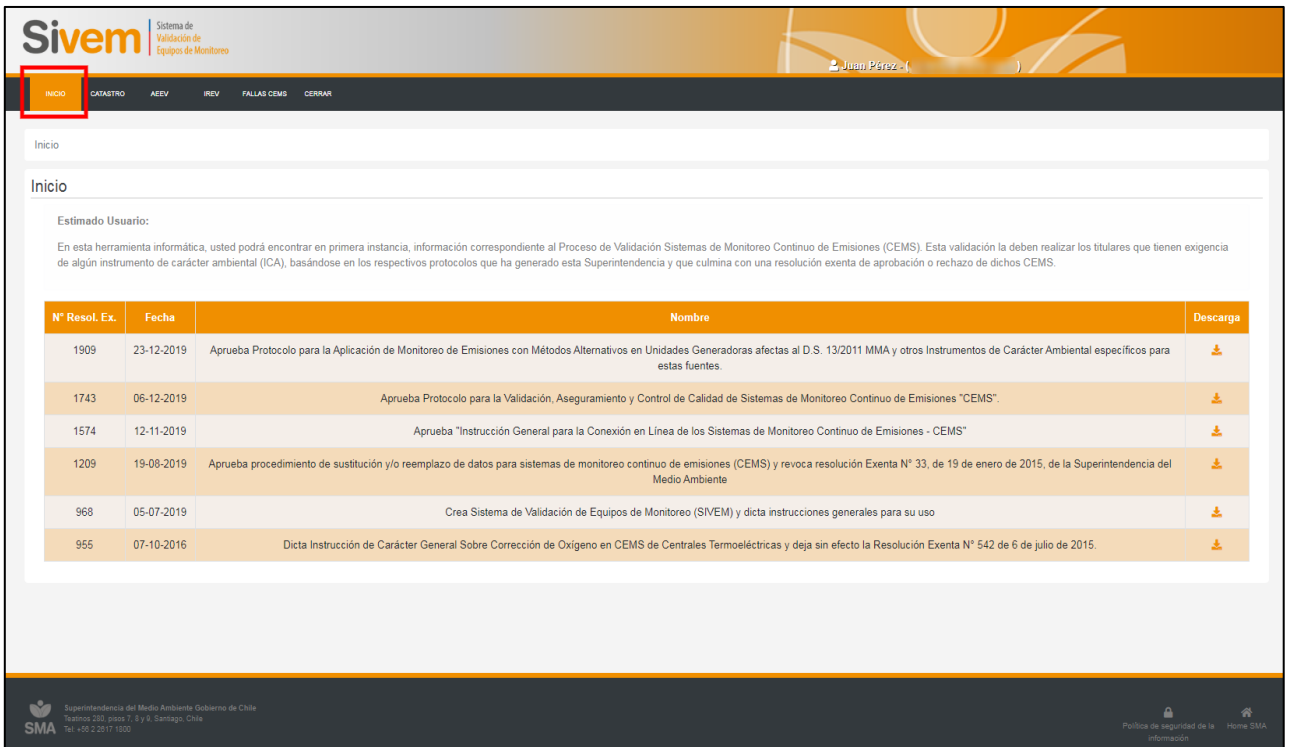 Sivem
Sistema de
Validación de
Equipos de Monitoreo
Juan Pérez - ( )
INICIO CATASTRO AEEV IREV FALLAS CEMS CERRAR
Inicio
Inicio
Estimado Usuario:
En esta herramienta informática, usted podrá encontrar en primera instancia, información correspondiente al Proceso de Validación Sistemas de Monitoreo Continuo de Emisiones (CEMS). Esta validación la deben realizar los titulares que tienen exigencia
de algún instrumento de carácter ambiental (ICA), basándose en los respectivos protocolos que ha generado esta Superintendencia y que culmina con una resolución exenta de aprobación o rechazo de dichos CEMS.
N° Resol. Ex. Fecha Nombre Descarga
1909 23-12-2019 Aprueba Protocolo para la Aplicación de Monitoreo de Emisiones con Métodos Alternativos en Unidades Generadoras afectas al D.S. 13/2011 MMA y otros Instrumentos de Carácter Ambiental específicos para
estas fuentes.
1743 06-12-2019 Aprueba Protocolo para la Validación, Aseguramiento y Control de Calidad de Sistemas de Monitoreo Continuo de Emisiones "CEMS".
1574 12-11-2019 Aprueba "Instrucción General para la Conexión en Línea de los Sistemas de Monitoreo Continuo de Emisiones - CEMS"
1209 19-08-2019 Aprueba procedimiento de sustitución y/o reemplazo de datos para sistemas de monitoreo continuo de emisiones (CEMS) y revoca resolución Exenta N° 33, de 19 de enero de 2015, de la Superintendencia del
Medio Ambiente
968 05-07-2019 Crea Sistema de Validación de Equipos de Monitoreo (SIVEM) y dicta instrucciones generales para su uso
955 07-10-2016 Dicta Instrucción de Carácter General Sobre Corrección de Oxígeno en CEMS de Centrales Termoeléctricas y deja sin efecto la Resolución Exenta N° 542 de 6 de julio de 2015.
SMA
Superintendencia del Medio Ambiente Gobierno de Chile
Teatinos 280, pisos 7, 8 y 9, Santiago, Chile
Tel: +56 2 2617 1800
Política de seguridad de la
información
Home SMA